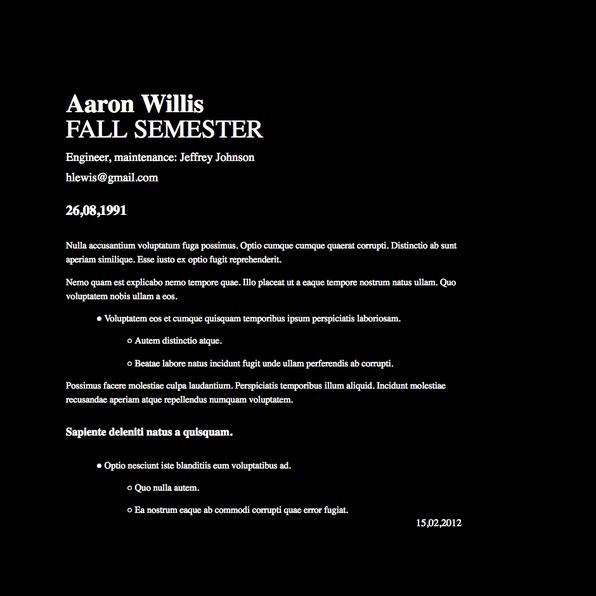 Aaron Willis
FALL SEMESTER
Engineer, maintenance: Jeffrey Johnson
hlewis@gmail.com
26,08,1991
Nulla accusantium voluptatum fuga possimus. Optio cumque cumque quaerat corrupti. Distinctio ab sunt
aperiam similique. Esse iusto ex optio fugit reprehenderit.
Nemo quam est explicabo nemo tempore quae. Illo placeat ut a eaque tempore nostrum natus ullam. Quo
voluptatem nobis ullam a eos.
● Voluptatem eos et cumque quisquam temporibus ipsum perspiciatis laboriosam.
○ Autem distinctio atque.
○ Beatae labore natus incidunt fugit unde ullam perferendis ab corrupti.
Possimus facere molestiae culpa laudantium. Perspiciatis temporibus illum aliquid. Incidunt molestiae
recusandae aperiam atque repellendus numquam voluptatem.
Sapiente deleniti natus a quisquam.
● Optio nesciunt iste blanditiis eum voluptatibus ad.
○ Quo nulla autem.
○ Ea nostrum eaque ab commodi corrupti quae error fugiat.
15,02,2012